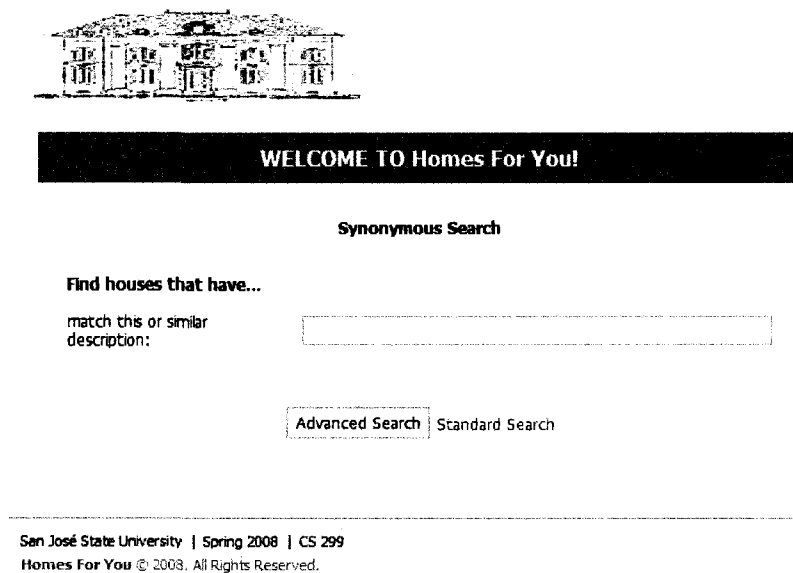 WELCOME TO Homes For You!
Synonymous Search
Find houses that have...
match this or similar
description:
Advanced Search Standard Search
San José State University | Spring 2008 | CS 299
Homes For You © 2008. All Rights Reserved.